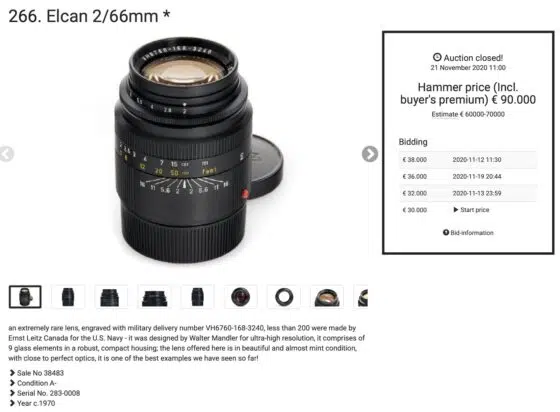 266. Elcan 2/66mm *
VH6760-168-3240
Auction closed!
21 November 2020 11:00
Hammer price (Incl.
buyer's premium) € 90.000
Estimate € 60000-70000
Bidding
€ 38.000 2020-11-12 11:30
€ 36.000 2020-11-19 20:44
€ 32.000 2020-11-13 23:59
€ 30.000 Start price
Bid-information
an extremely rare lens, engraved with military delivery number VH6760-168-3240, less than 200 were made by
Ernst Leitz Canada for the U.S. Navy - it was designed by Walter Mandler for ultra-high resolution, it comprises of
9 glass elements in a robust, compact housing; the lens offered here is in beautiful and almost mint condition,
with close to perfect optics, it is one of the best examples we have seen so far!
Sale No 38483
Condition A-
Serial No. 283-0008
Year c.1970